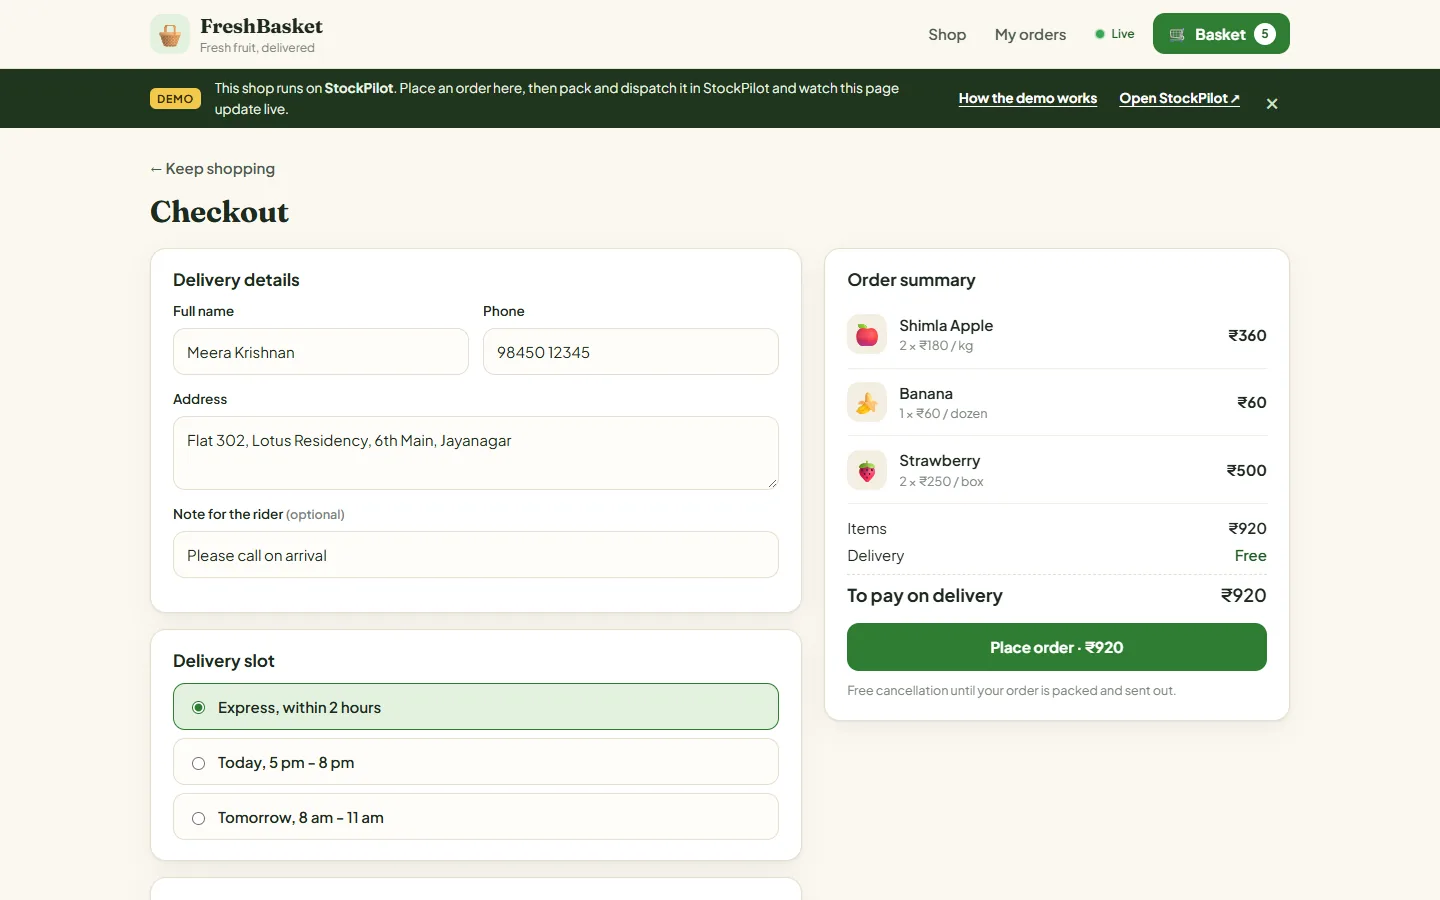 FreshBasket
Fresh fruit, delivered
Shop
My orders
Live
Basket 5
DEMO
This shop runs on StockPilot. Place an order here, then pack and dispatch it in StockPilot and watch this page
update live.
How the demo works
Open StockPilot ↗
×
← Keep shopping
Checkout
Delivery details
Full name
Phone
Meera Krishnan
98450 12345
Address
Flat 302, Lotus Residency, 6th Main, Jayanagar
Note for the rider (optional)
Please call on arrival
Delivery slot
Express, within 2 hours
Today, 5 pm – 8 pm
Tomorrow, 8 am – 11 am
Order summary
Shimla Apple
2 × ₹180 / kg
₹360
Banana
1 × ₹60 / dozen
₹60
Strawberry
2 × ₹250 / box
₹500
Items ₹920
Delivery Free
To pay on delivery ₹920
Place order · ₹920
Free cancellation until your order is packed and sent out.